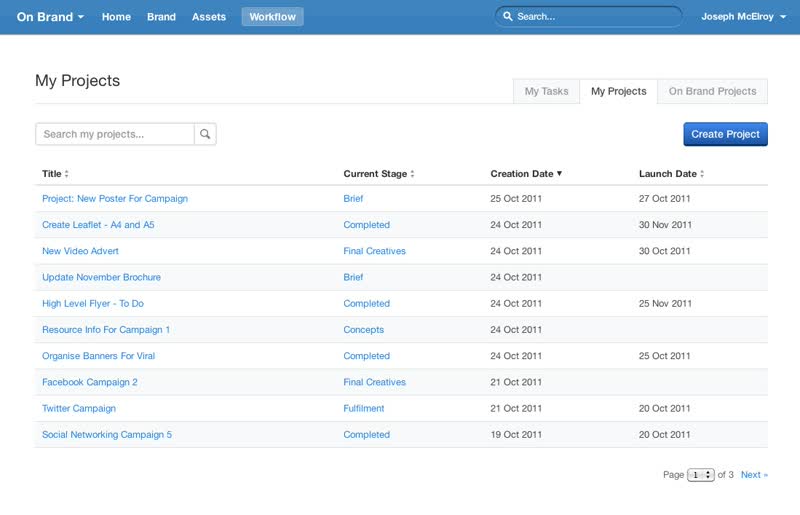 On Brand Home Brand Assets Workflow Search... Joseph McElroy
My Projects
My Tasks My Projects On Brand Projects
Search my projects... Create Project
Title Current Stage Creation Date Launch Date
Project: New Poster For Campaign Brief 25 Oct 2011 27 Oct 2011
Create Leaflet - A4 and A5 Completed 24 Oct 2011 30 Nov 2011
New Video Advert Final Creatives 24 Oct 2011 30 Oct 2011
Update November Brochure Brief 24 Oct 2011
High Level Flyer - To Do Completed 24 Oct 2011 25 Nov 2011
Resource Info For Campaign 1 Concepts 24 Oct 2011
Organise Banners For Viral Completed 24 Oct 2011 25 Oct 2011
Facebook Campaign 2 Final Creatives 21 Oct 2011
Twitter Campaign Fulfilment 21 Oct 2011 20 Oct 2011
Social Networking Campaign 5 Completed 19 Oct 2011 20 Oct 2011
Page 1 of 3 Next »